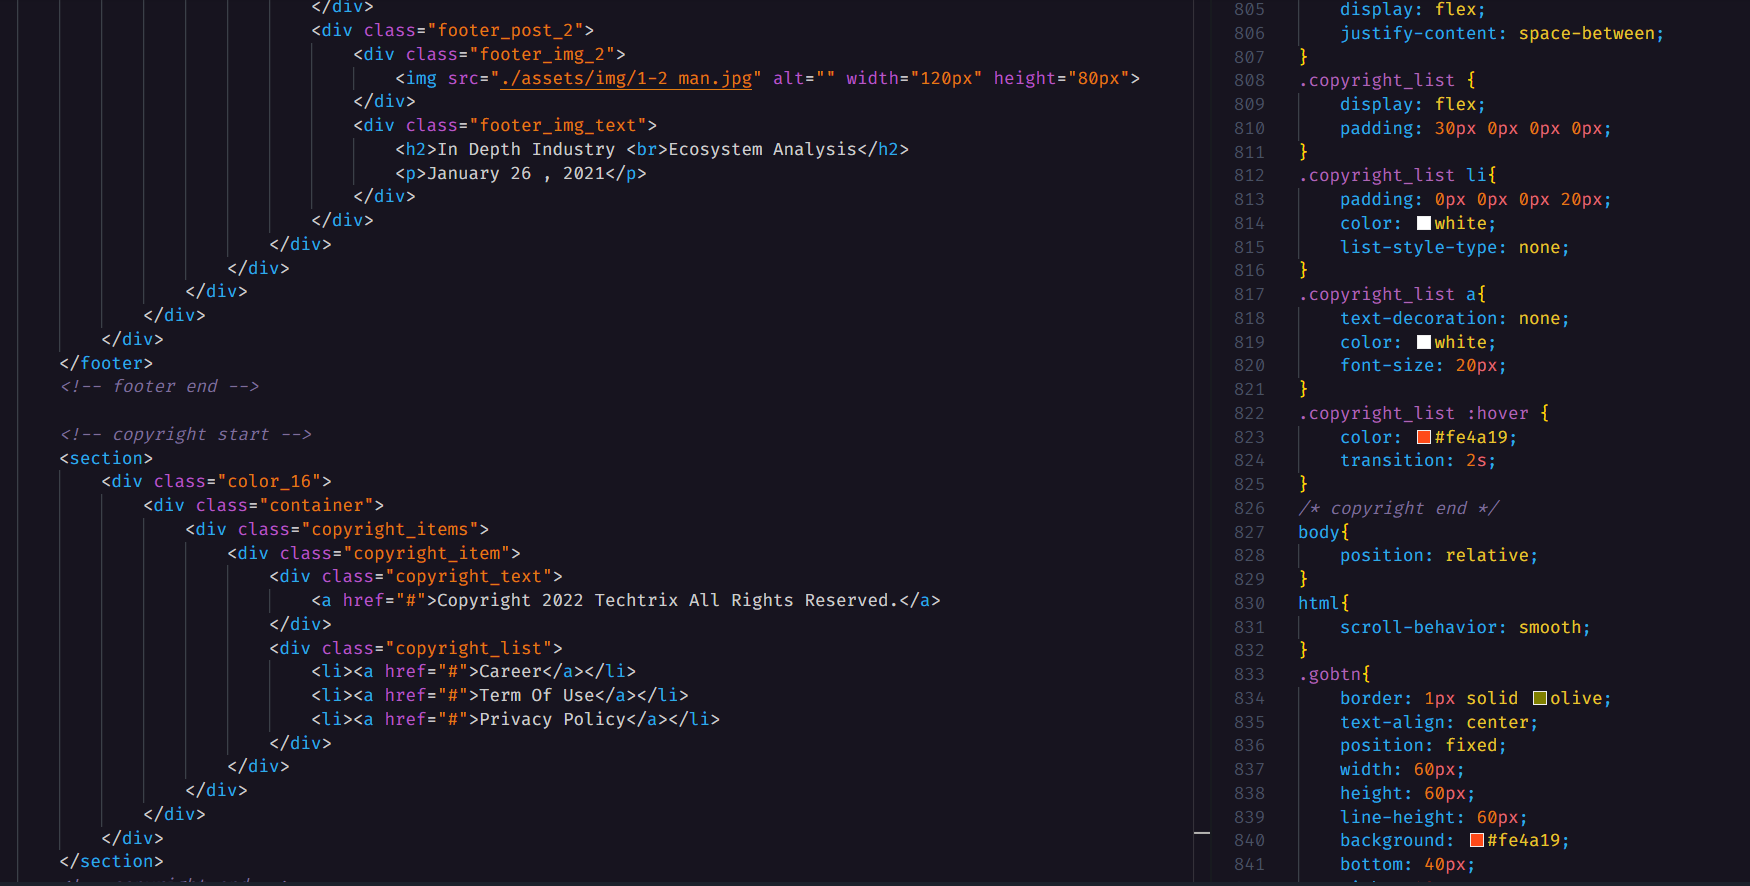 </div>
<div class="footer_post_2">
<div class="footer_img_2">
<img src="./assets/img/1-2 man.jpg" alt="" width="120px" height="80px">
</div>
<div class="footer_img_text">
<h2>In Depth Industry <br>Ecosystem Analysis</h2>
<p>January 26 , 2021</p>
</div>
</div>
</div>
</div>
</div>
</div>
</div>
</footer>
<!-- footer end -->
<!-- copyright start -->
<section>
<div class="color_16">
<div class="container">
<div class="copyright_items">
<div class="copyright_item">
<div class="copyright_text">
<a href="#">Copyright 2022 Techtrix All Rights Reserved.</a>
</div>
<div class="copyright_list">
<li><a href="#">Career</a></li>
<li><a href="#">Term Of Use</a></li>
<li><a href="#">Privacy Policy</a></li>
</div>
</div>
</div>
</div>
</div>
</section>
805 display: flex;
806 justify-content: space-between;
807 }
808 .copyright_list {
809 display: flex;
810 padding: 30px 0px 0px 0px;
811 }
812 .copyright_list li{
813 padding: 0px 0px 0px 20px;
814 color: white;
815 list-style-type: none;
816 }
817 .copyright_list a{
818 text-decoration: none;
819 color: white;
820 font-size: 20px;
821 }
822 .copyright_list :hover {
823 color: #fe4a19;
824 transition: 2s;
825 }
826 /* copyright end */
827 body{
828 position: relative;
829 }
830 html{
831 scroll-behavior: smooth;
832 }
833 .gobtn{
834 border: 1px solid olive;
835 text-align: center;
836 position: fixed;
837 width: 60px;
838 height: 60px;
839 line-height: 60px;
840 background: #fe4a19;
841 bottom: 40px;